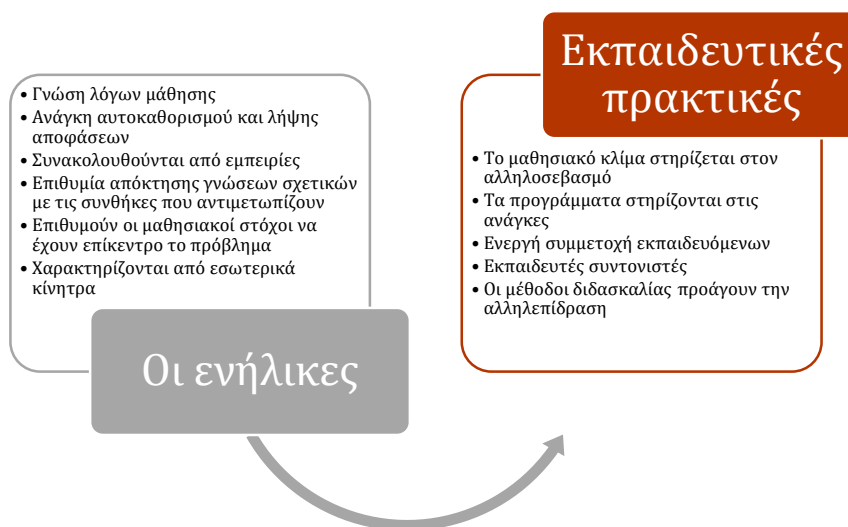 • Γνώση λόγων μάθησης
• Ανάγκη αυτοκαθορισμού και λήψης
αποφάσεων
• Συνακολουθούνται από εμπειρίες
• Επιθυμία απόκτησης γνώσεων σχετικών
με τις συνθήκες που αντιμετωπίζουν
• Επιθυμούν οι μαθησιακοί στόχοι να
έχουν επίκεντρο το πρόβλημα
• Χαρακτηρίζονται από εσωτερικά
κίνητρα
Οι ενήλικες
Εκπαιδευτικές
πρακτικές
• Το μαθησιακό κλίμα στηρίζεται στον
αλληλοσεβασμό
• Τα προγράμματα στηρίζονται στις
ανάγκες
• Ενεργή συμμετοχή εκπαιδευόμενων
• Εκπαιδευτές συντονιστές
• Οι μέθοδοι διδασκαλίας προάγουν την
αλληλεπίδραση